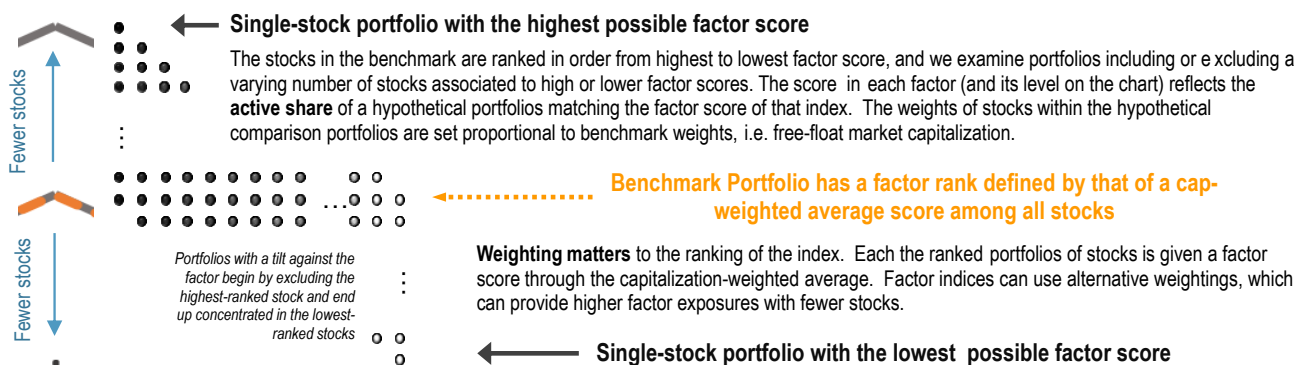 Single-stock portfolio with the highest possible factor score
The stocks in the benchmark are ranked in order from highest to lowest factor score, and we examine portfolios including or e xcluding a
varying number of stocks associated to high or lower factor scores. The score in each factor (and its level on the chart) reflects the
active share of a hypothetical portfolios matching the factor score of that index. The weights of stocks within the hypothetical
comparison portfolios are set proportional to benchmark weights, i.e. free-float market capitalization.
Fewer stocks
Benchmark Portfolio has a factor rank defined by that of a cap-
weighted average score among all stocks
Fewer stocks
Portfolios with a tilt against the
factor begin by excluding the
highest-ranked stock and end
up concentrated in the lowest-
ranked stocks
Weighting matters to the ranking of the index. Each the ranked portfolios of stocks is given a factor
score through the capitalization-weighted average. Factor indices can use alternative weightings, which
can provide higher factor exposures with fewer stocks.
Single-stock portfolio with the lowest possible factor score